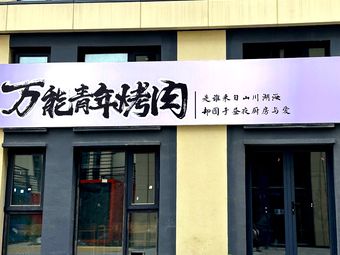 万能青年烤肉
是谁来自山川湖海
却囿于昼夜厨房与爱